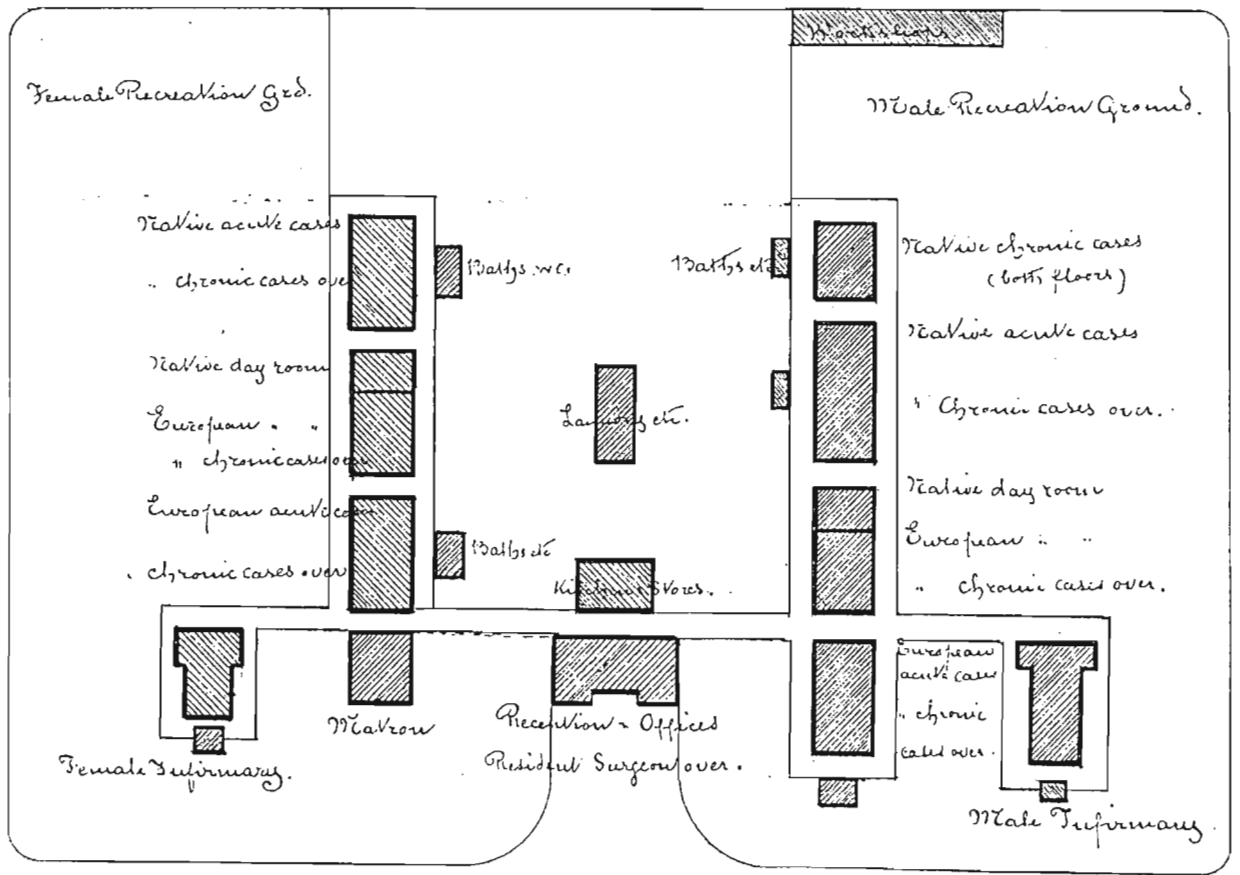 Workshops
Female Recreation Grd.
Male Recreation Ground.
Native acute cases
" chronic cases over
Baths. wc.
Native day room
European " "
" chronic cases over
European acute cases
" chronic cases over
Baths etc
Laundry etc.
Kitchen & Stores.
Baths etc
Native chronic cases
(both floors)
Native acute cases
" Chronic cases over.
Native day room
European " "
" chronic cases over.
European
acute cases
" chronic
cases over.
Matron
Reception & Offices
Resident Surgeon over.
Female Infirmary.
Male Infirmary.